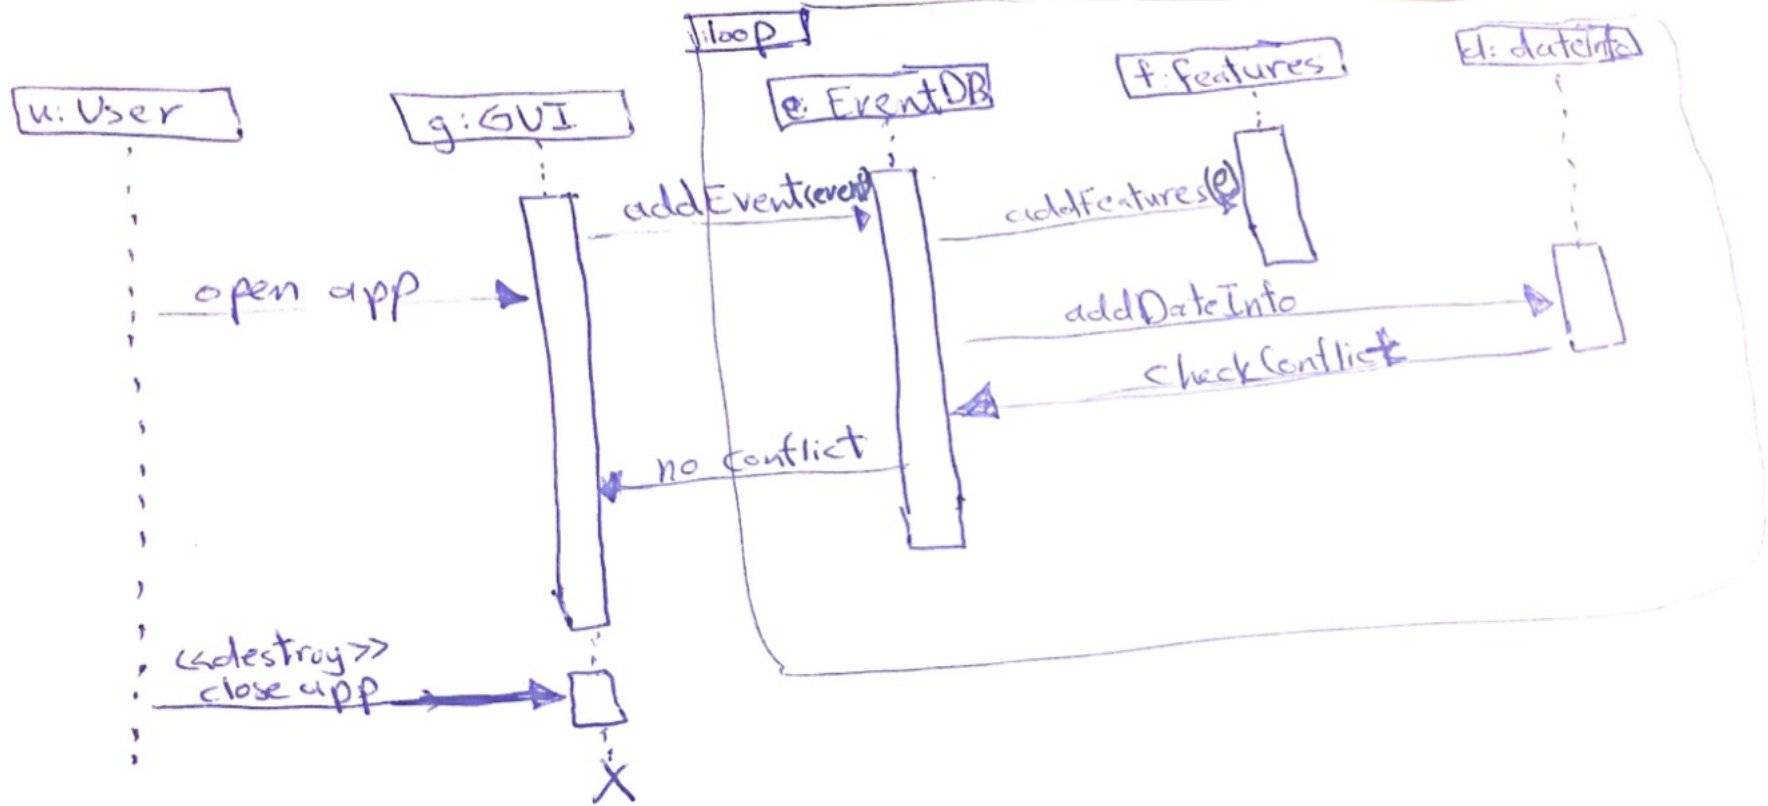 loop
u: User
g: GUI
e: EventDB
f: features
d: dateInfo
addEvent(event)
addFeatures(e)
open app
addDateInfo
checkConflict
no conflict
<<destroy>>
close app
X